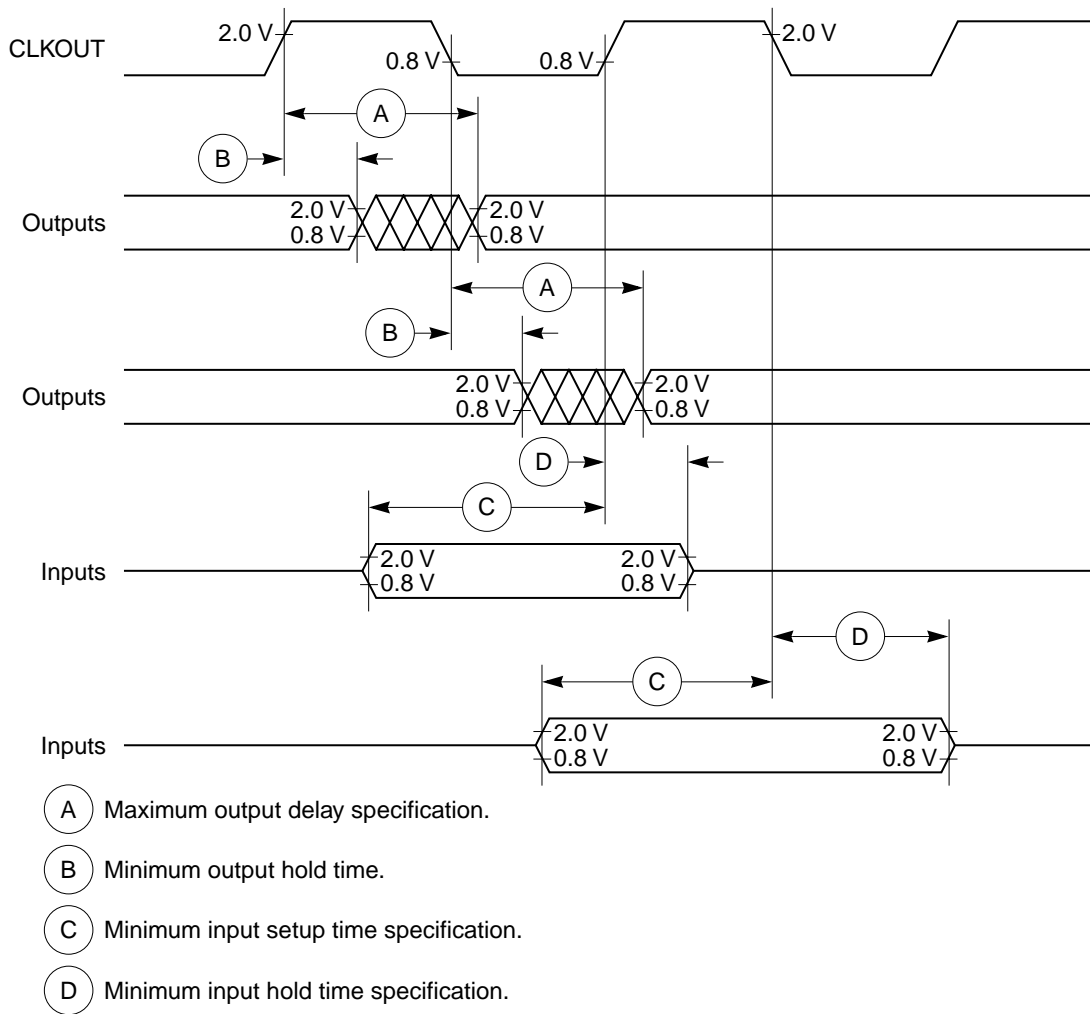 CLKOUT 2.0 V 0.8 V 0.8 V 2.0 V
A
B
Outputs 2.0 V 2.0 V
0.8 V 0.8 V
A
B
Outputs 2.0 V 2.0 V
0.8 V 0.8 V
D
C
Inputs 2.0 V 2.0 V
0.8 V 0.8 V
D
C
Inputs 2.0 V 2.0 V
0.8 V 0.8 V
A Maximum output delay specification.
B Minimum output hold time.
C Minimum input setup time specification.
D Minimum input hold time specification.